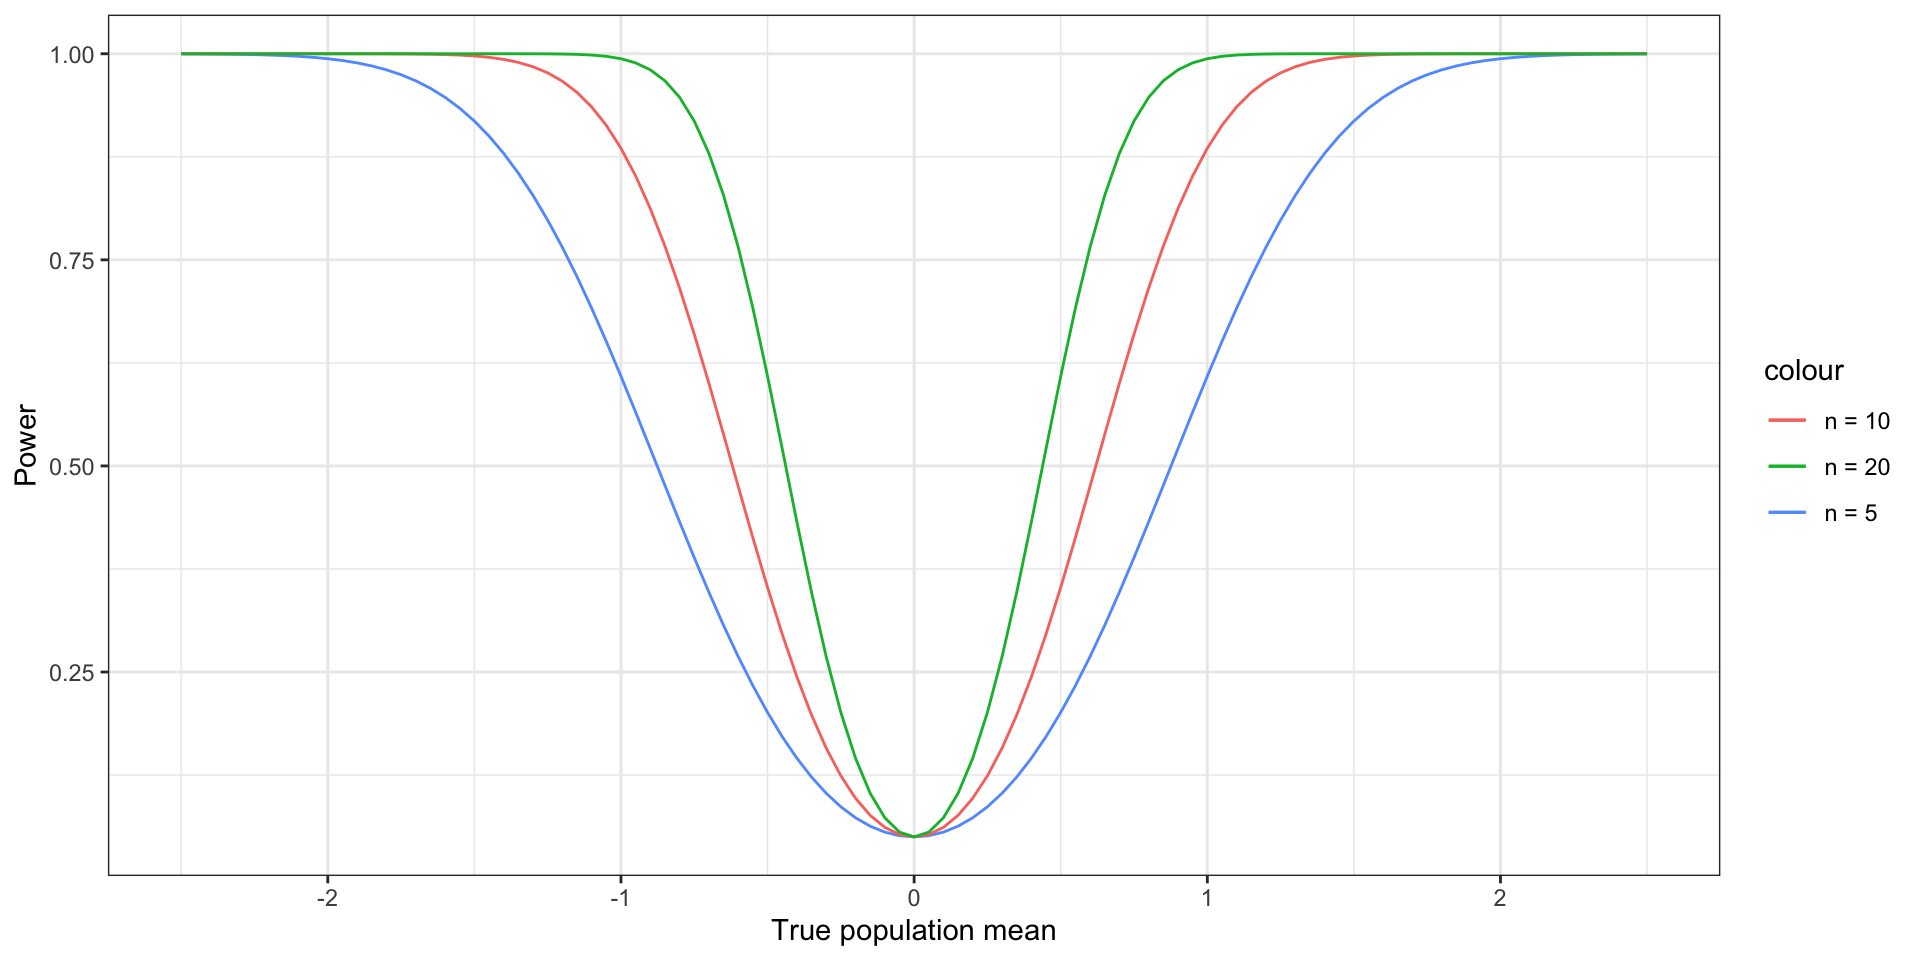 1.00
0.75
0.50
0.25
Power
-2 -1 0 1 2
True population mean
colour
n = 10
n = 20
n = 5